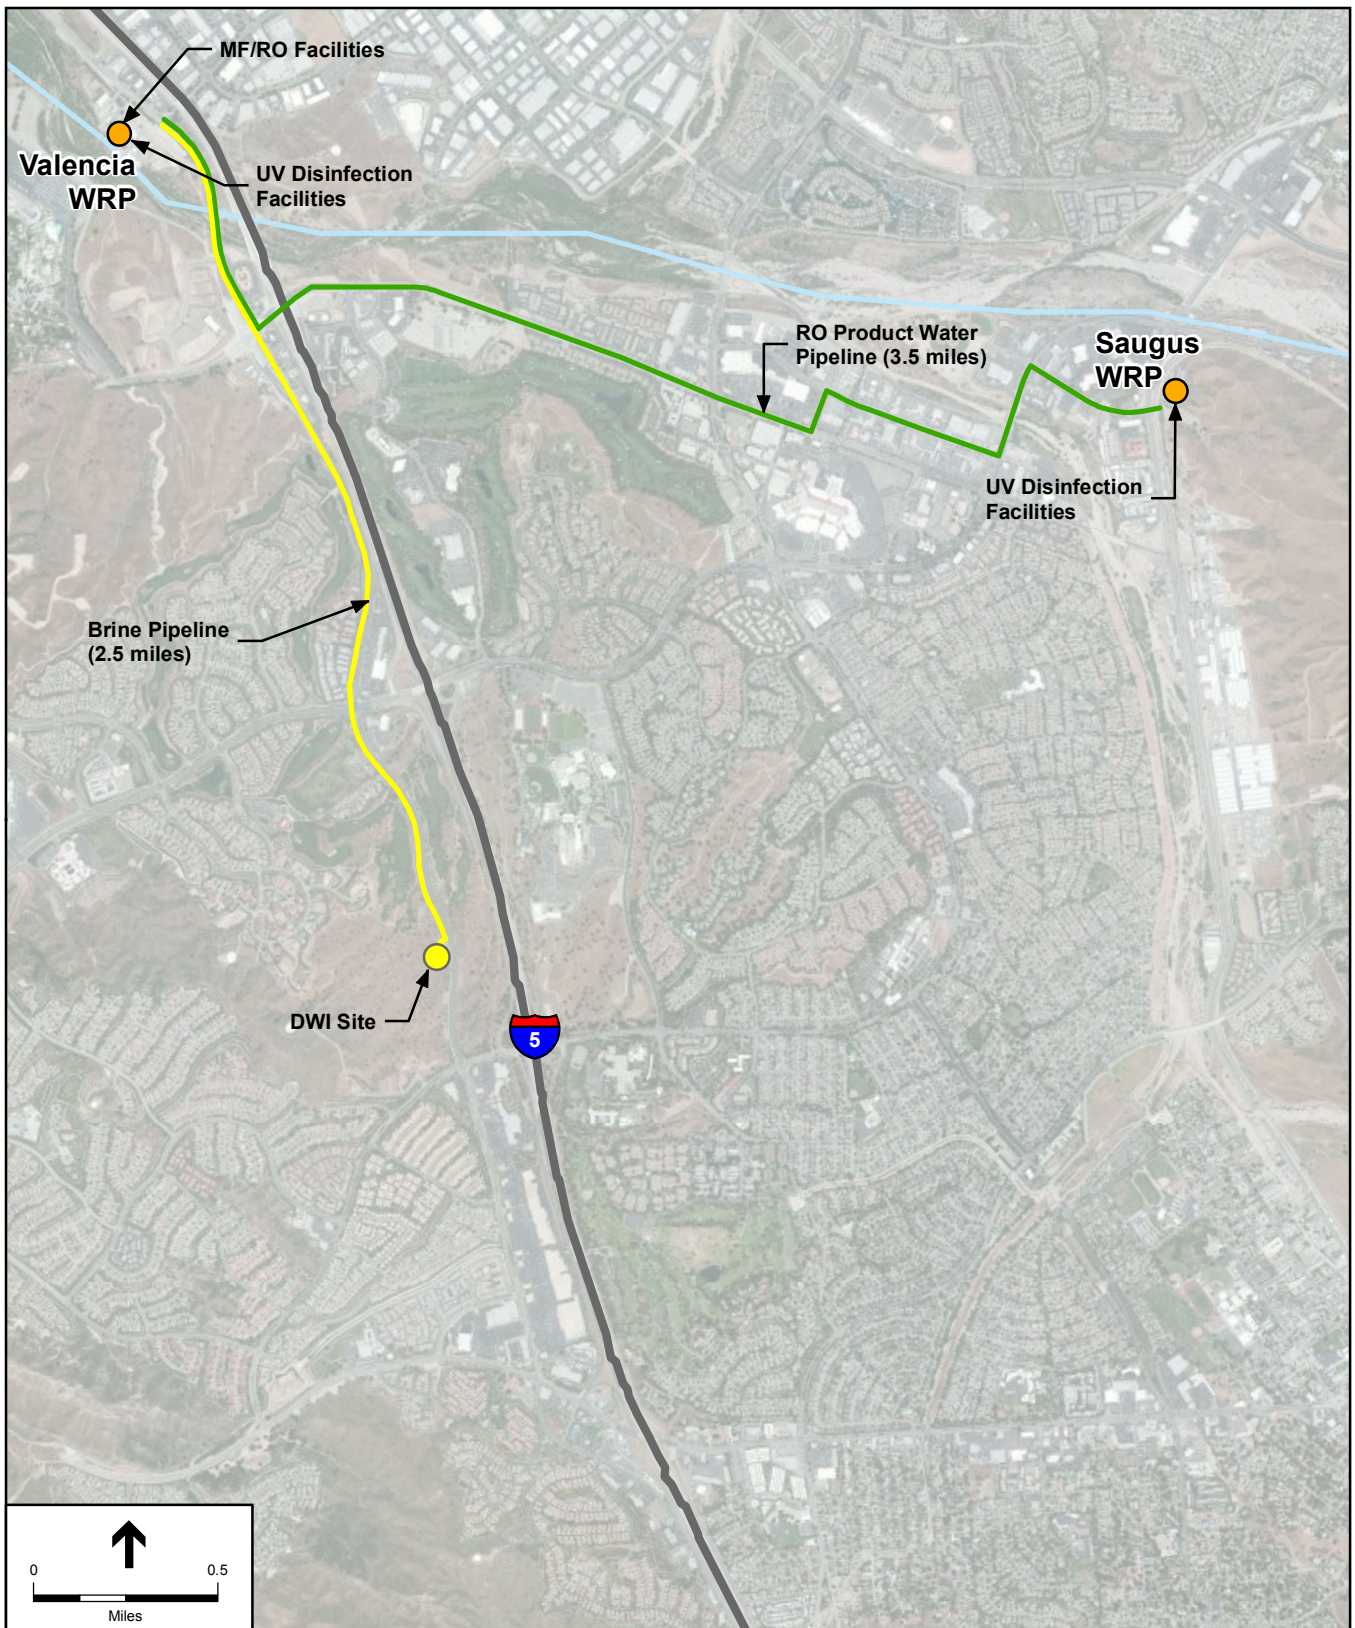 MF/RO Facilities
Valencia
WRP
UV Disinfection
Facilities
RO Product Water
Pipeline (3.5 miles)
Saugus
WRP
UV Disinfection
Facilities
Brine Pipeline
(2.5 miles)
DWI Site
5
0 0.5
Miles